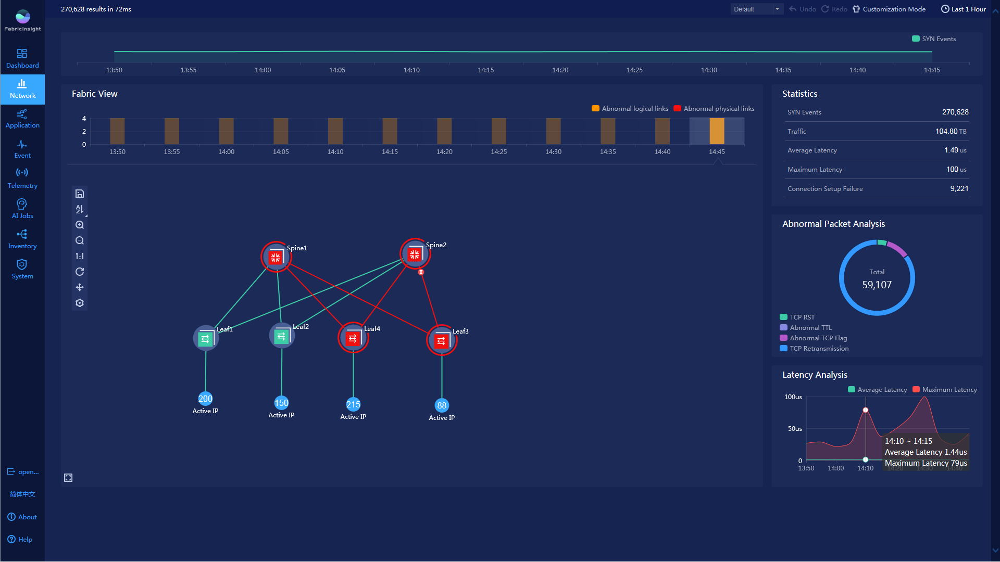 270,628 results in 72ms
Default
Undo
Redo
Customization Mode
Last 1 Hour
FabricInsight
Dashboard
Network
Application
Event
Telemetry
AI Jobs
Inventory
System
open...
简体中文
About
Help
SYN Events
13:50 13:55 14:00 14:05 14:10 14:15 14:20 14:25 14:30 14:35 14:40 14:45
Fabric View
Abnormal logical links Abnormal physical links
4
2
0
13:50 13:55 14:00 14:05 14:10 14:15 14:20 14:25 14:30 14:35 14:40 14:45
A
Z
1:1
Spine1
Spine2
Leaf1
Leaf2
Leaf4
Leaf3
200
Active IP
150
Active IP
215
Active IP
88
Active IP
Statistics
SYN Events 270,628
Traffic 104.80 TB
Average Latency 1.49 us
Maximum Latency 100 us
Connection Setup Failure 9,221
Abnormal Packet Analysis
Total
59,107
TCP RST
Abnormal TTL
Abnormal TCP Flag
TCP Retransmission
Latency Analysis
Average Latency Maximum Latency
100us
50us
0
14:10 ~ 14:15
Average Latency 1.44us
Maximum Latency 79us
13:50 14:00 14:10 14:20 14:30 14:40